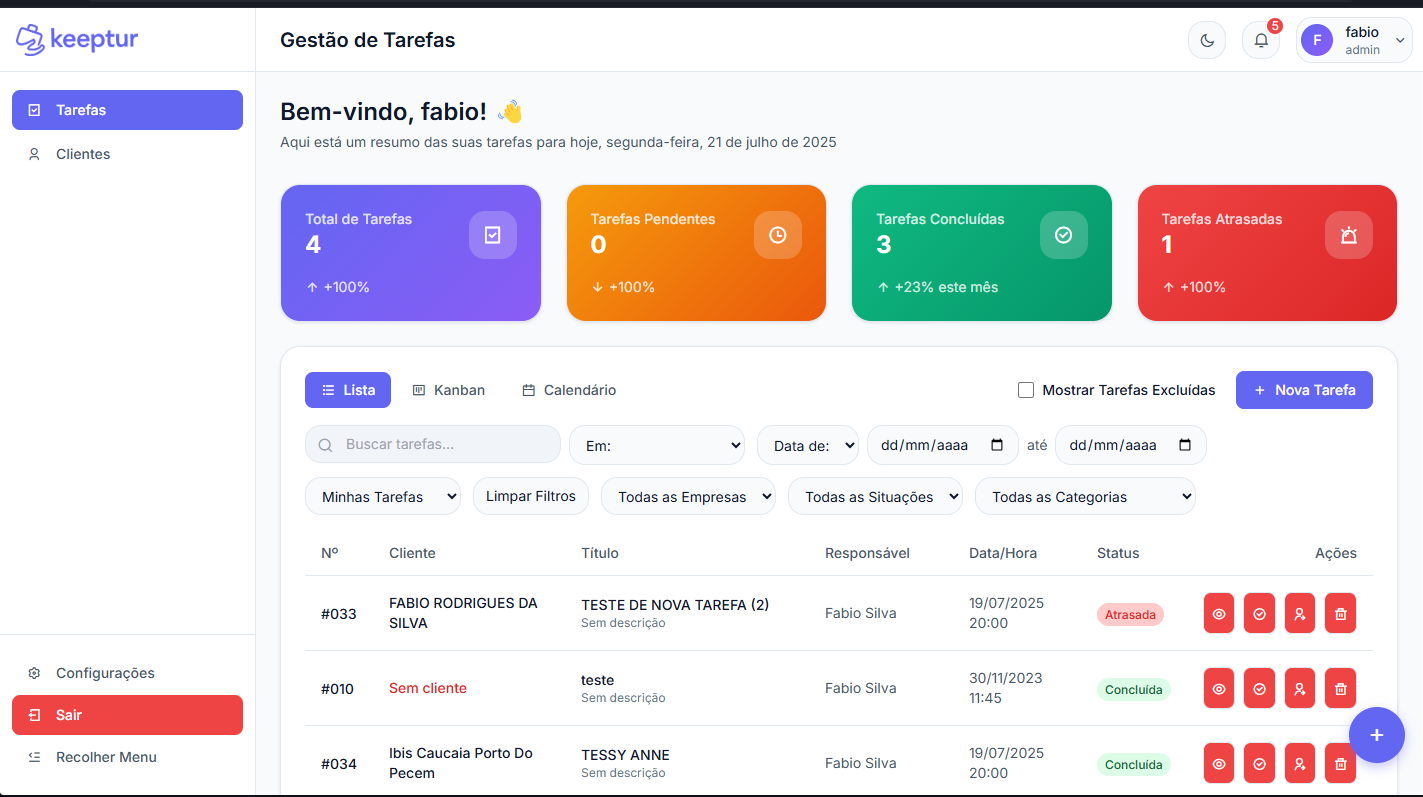 keeptur
Gestão de Tarefas
5
F
fabio
admin
Tarefas
Clientes
Bem-vindo, fabio!
Aqui está um resumo das suas tarefas para hoje, segunda-feira, 21 de julho de 2025
Total de Tarefas
4
+100%
Tarefas Pendentes
0
+100%
Tarefas Concluídas
3
+23% este mês
Tarefas Atrasadas
1
+100%
Lista Kanban Calendário Mostrar Tarefas Excluídas + Nova Tarefa
Buscar tarefas... Em: Data de: dd/mm/aaaa até dd/mm/aaaa
Minhas Tarefas Limpar Filtros Todas as Empresas Todas as Situações Todas as Categorias
Nº Cliente Título Responsável Data/Hora Status Ações
#033
FABIO RODRIGUES DA
SILVA
TESTE DE NOVA TAREFA (2)
Sem descrição
Fabio Silva
19/07/2025
20:00
Atrasada
#010
Sem cliente
teste
Sem descrição
Fabio Silva
30/11/2023
11:45
Concluída
#034
Ibis Caucaia Porto Do
Pecem
TESSY ANNE
Sem descrição
Fabio Silva
19/07/2025
20:00
Concluída
+
Configurações
Sair
Recolher Menu